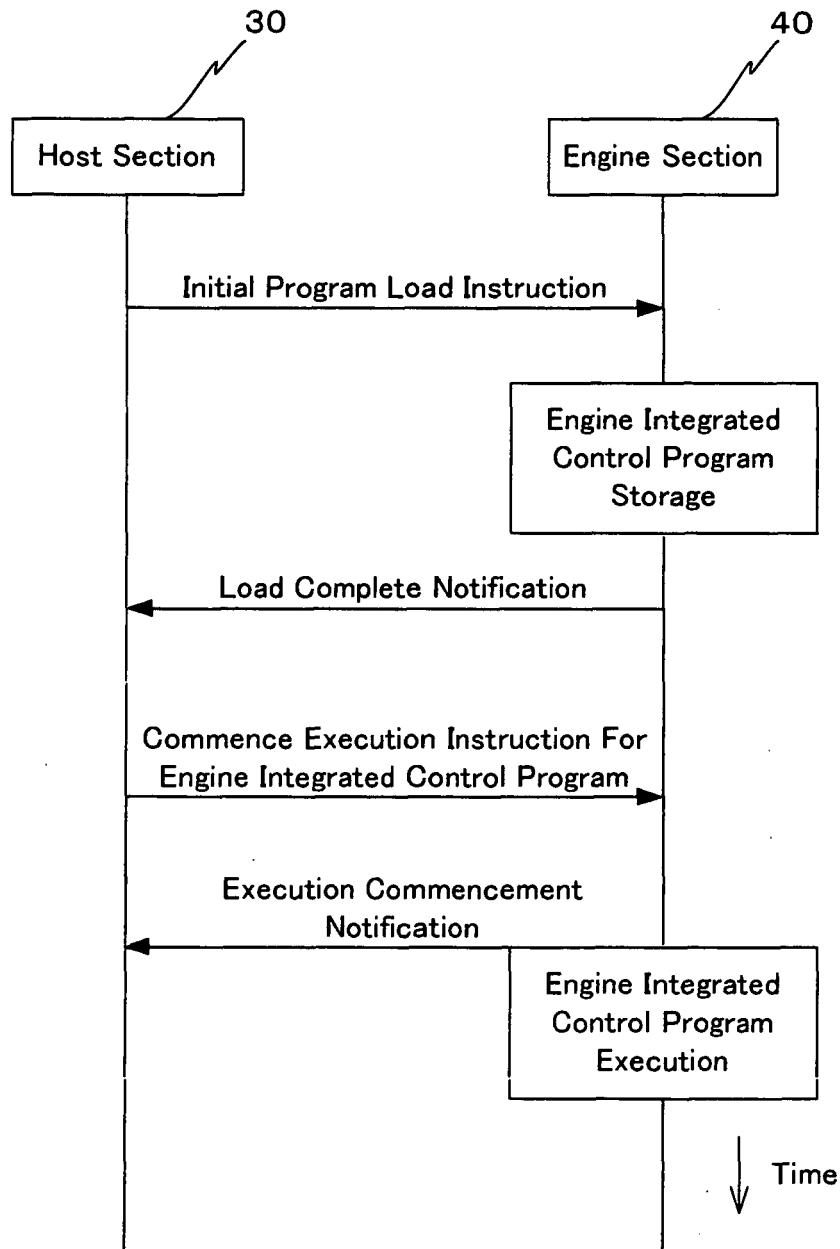 30
40
Host Section
Engine Section
Initial Program Load Instruction
Engine Integrated
Control Program
Storage
Load Complete Notification
Commence Execution Instruction For
Engine Integrated Control Program
Execution Commencement
Notification
Engine Integrated
Control Program
Execution
Time